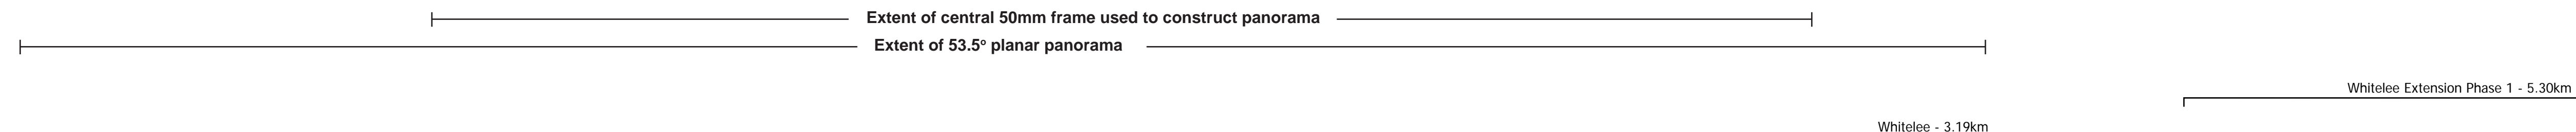 Extent of central 50mm frame used to construct panorama
Extent of 53.5º planar panorama
Whitelee Extension Phase 1 - 5.30km
Whitelee - 3.19km